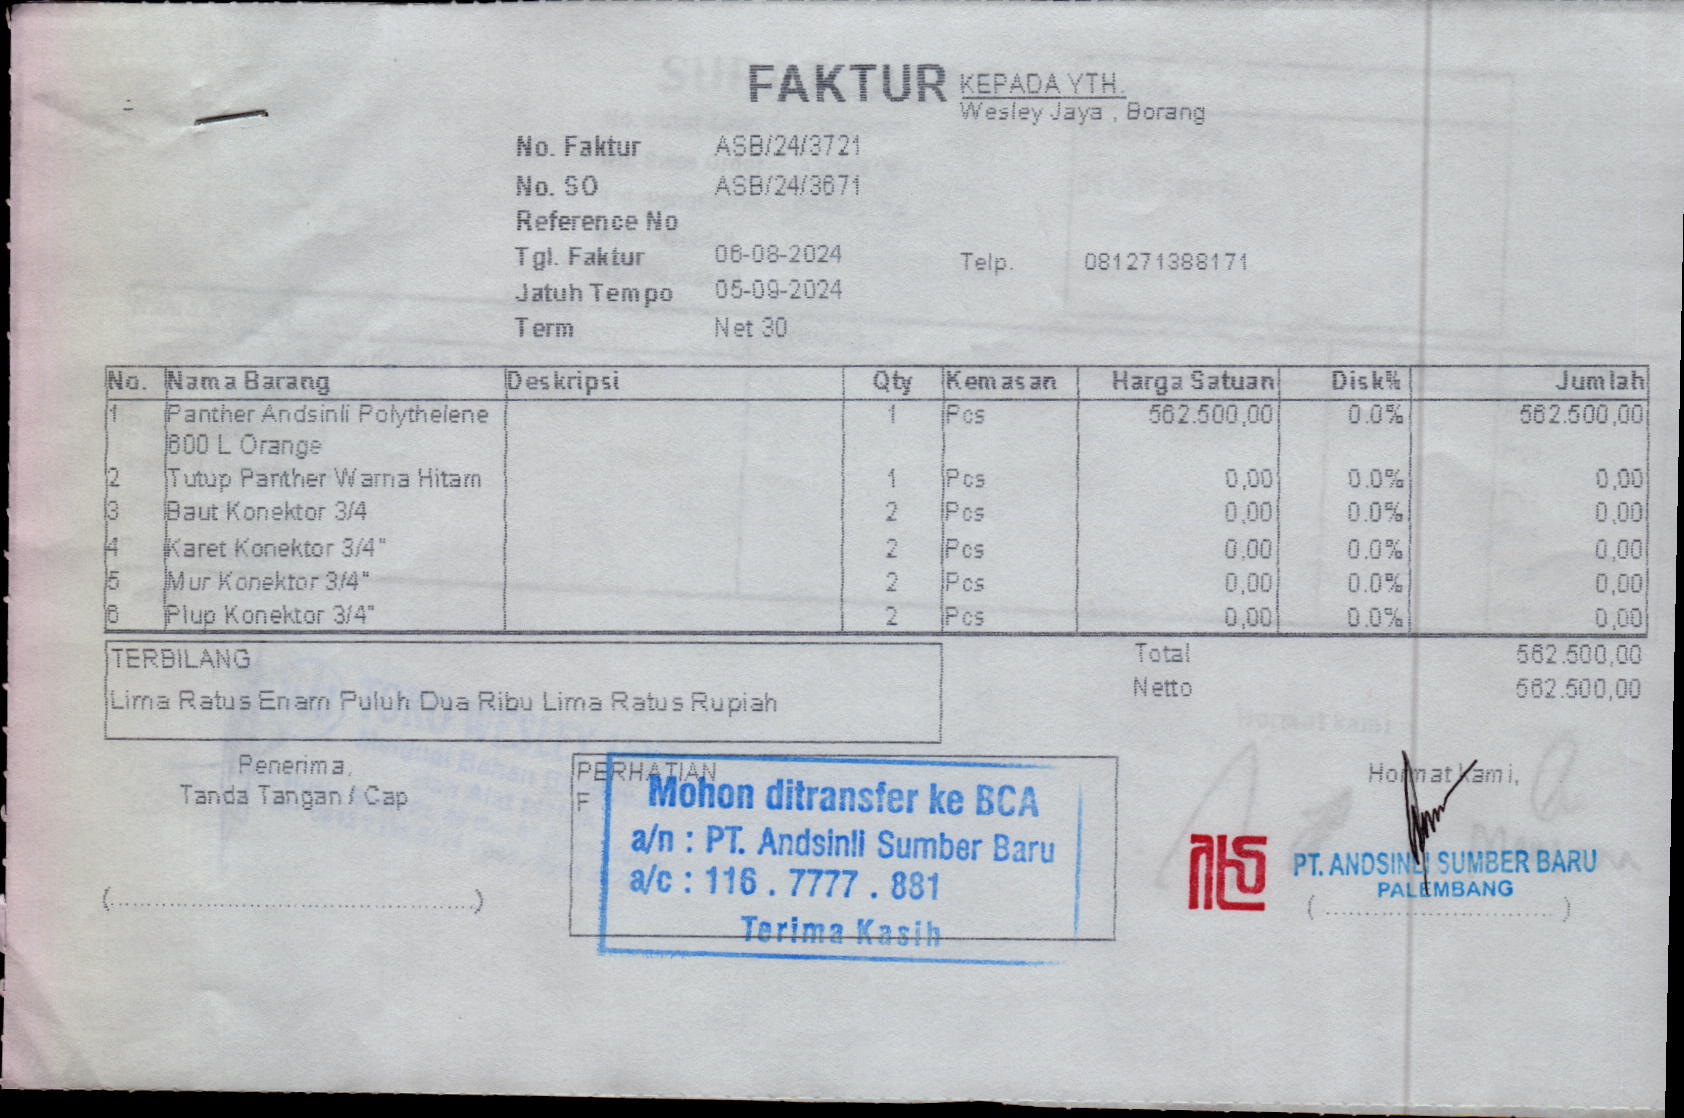 FAKTUR
KEPADA YTH.
Wesley Jaya , Borang
No. Faktur ASB/24/3721
No. SO ASB/24/3671
Reference No
Tgl. Faktur 06-08-2024
Telp. 081271388171
Jatuh Tempo 05-09-2024
Term Net 30
No. Nama Barang Deskripsi Qty Kemasan Harga Satuan Disk% Jumlah
1 Panther Andsinli Polythelene 1 Pcs 562.500,00 0.0% 562.500,00
600 L Orange
2 Tutup Panther Warna Hitam 1 Pcs 0,00 0.0% 0,00
3 Baut Konektor 3/4 2 Pcs 0,00 0.0% 0,00
4 Karet Konektor 3/4" 2 Pcs 0,00 0.0% 0,00
5 Mur Konektor 3/4" 2 Pcs 0,00 0.0% 0,00
6 Plup Konektor 3/4" 2 Pcs 0,00 0.0% 0,00
TERBILANG
Lima Ratus Enam Puluh Dua Ribu Lima Ratus Rupiah
Total 562.500,00
Netto 562.500,00
Penerima,
Tanda Tangan / Cap
(....................................................)
PERHATIAN
F
Mohon ditransfer ke BCA
a/n : PT. Andsinli Sumber Baru
a/c : 116 . 7777 . 881
Terima Kasih
Hormat Kami,
PT. ANDSINLI SUMBER BARU
PALEMBANG
( ................................ )